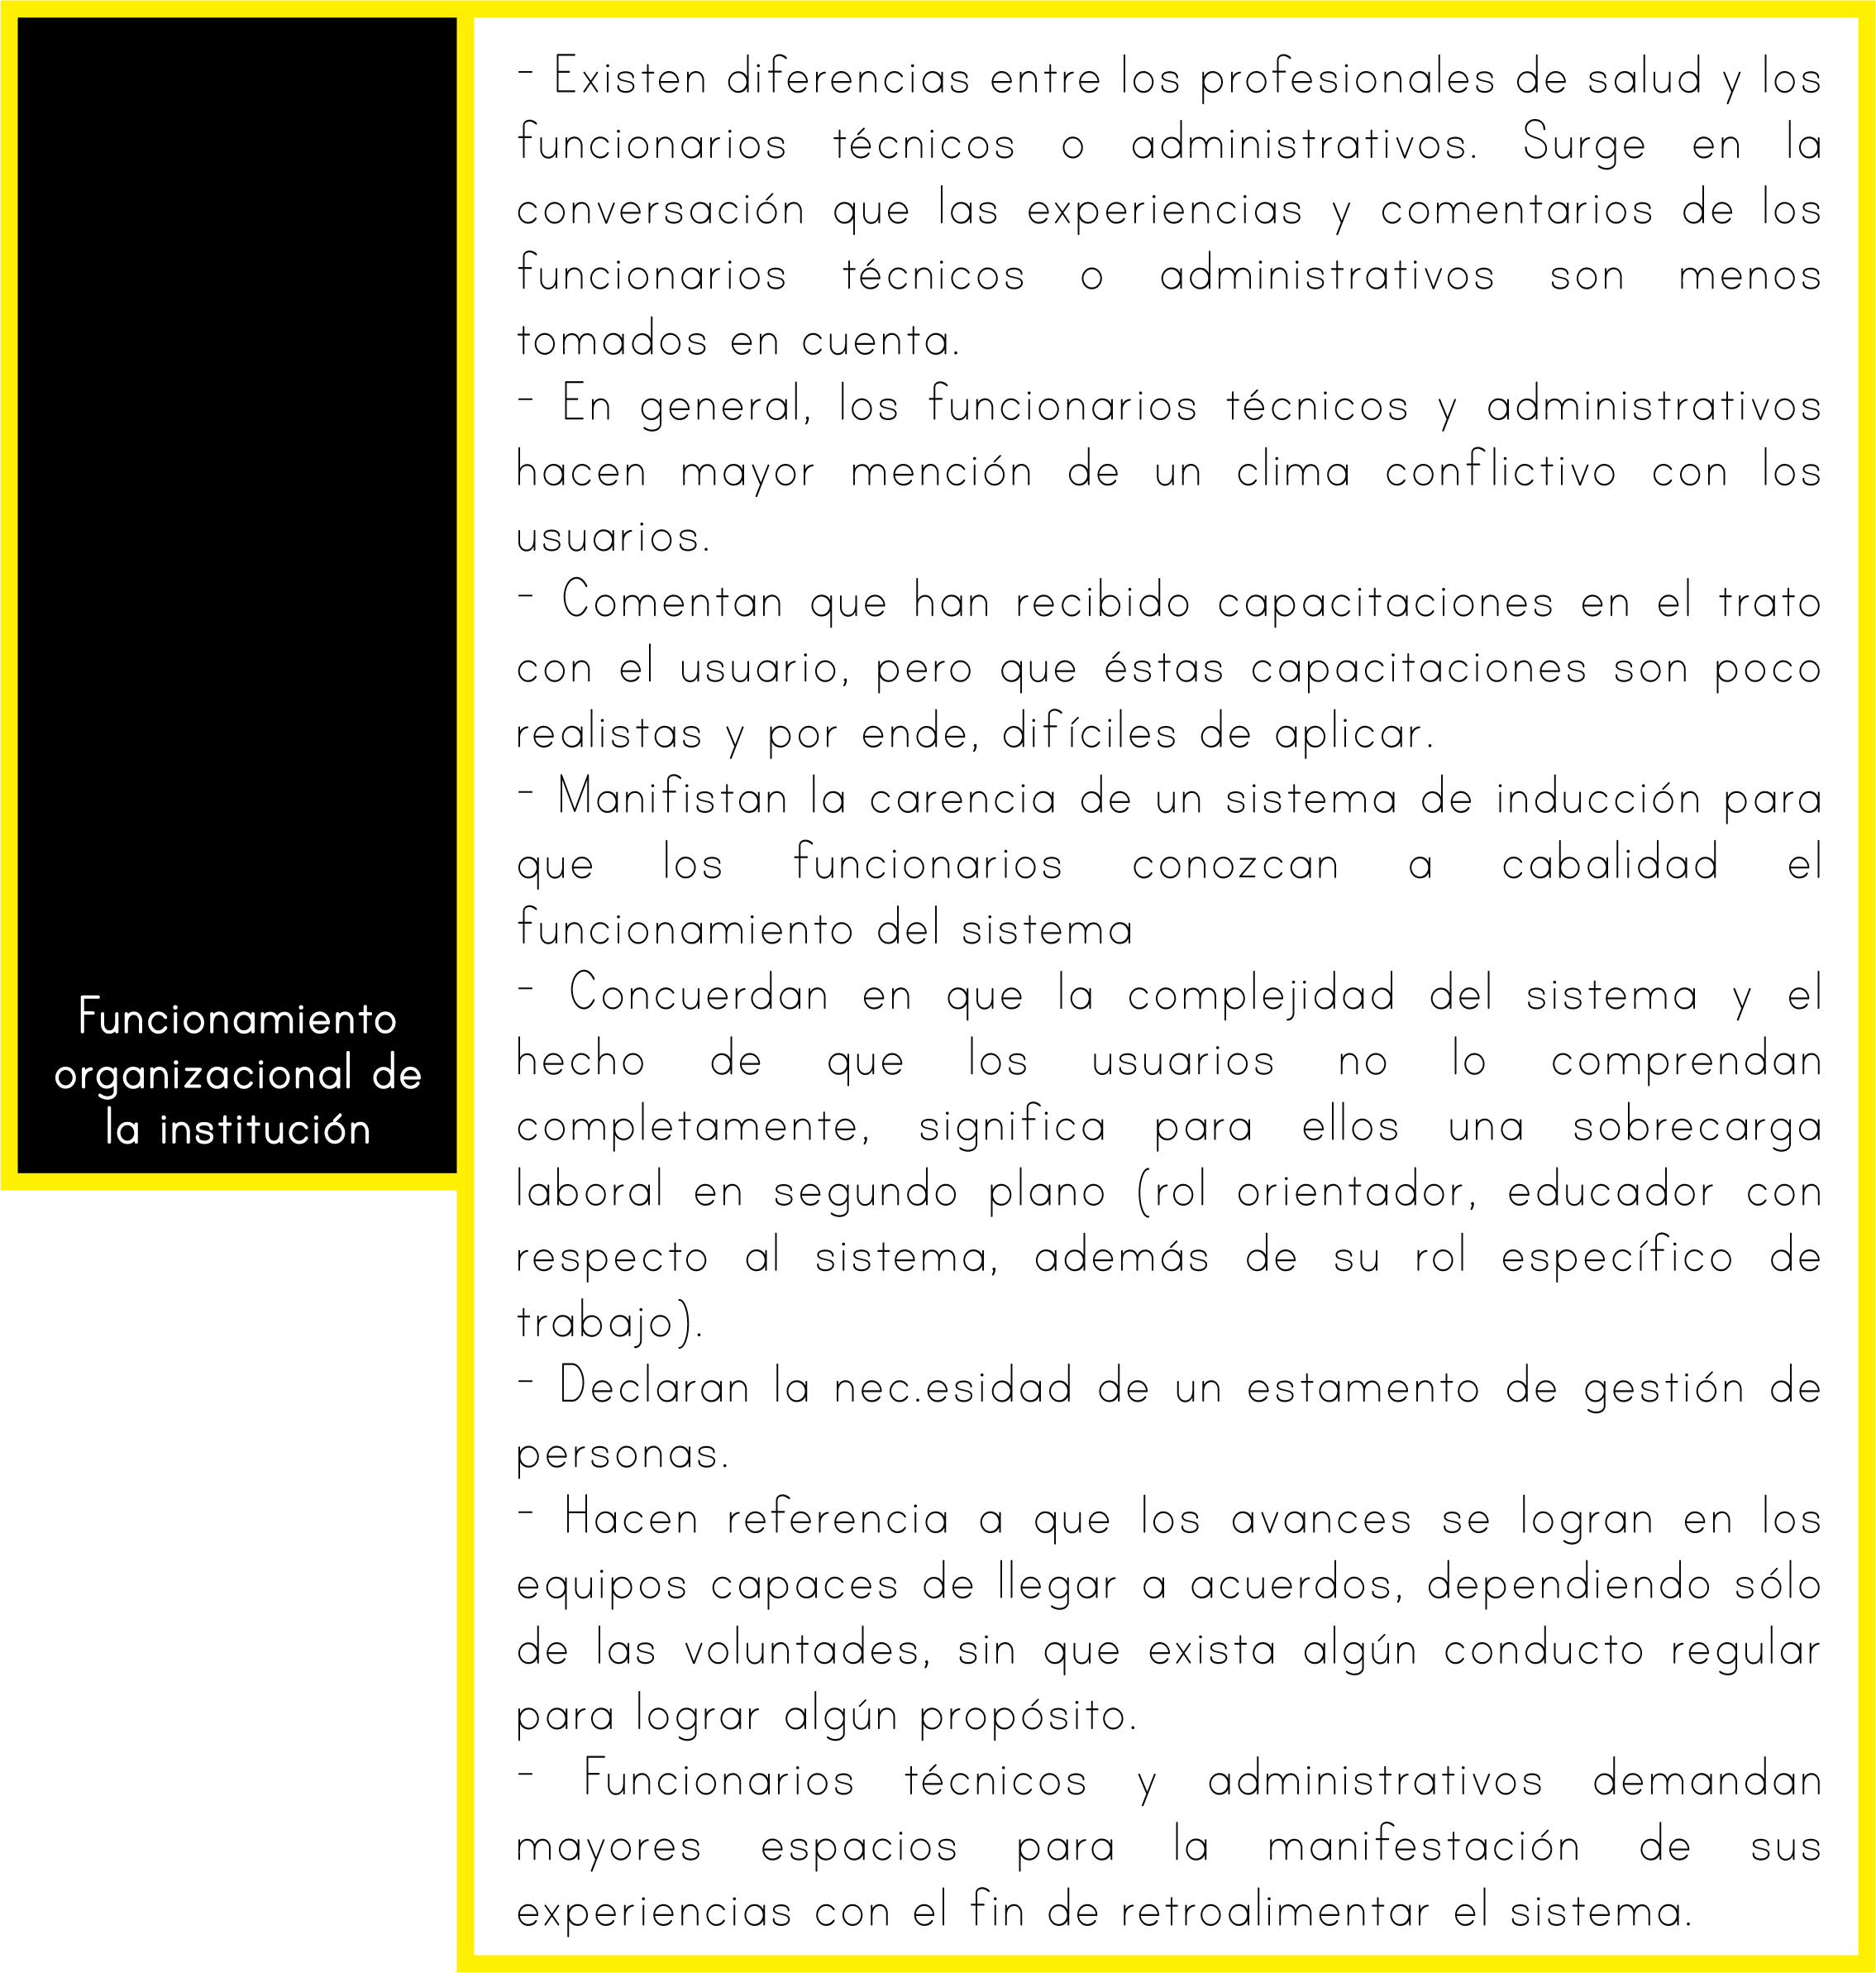 Funcionamiento
organizacional de
la institución
- Existen diferencias entre los profesionales de salud y los
funcionarios técnicos o administrativos. Surge en la
conversación que las experiencias y comentarios de los
funcionarios técnicos o administrativos son menos
tomados en cuenta.
- En general, los funcionarios técnicos y administrativos
hacen mayor mención de un clima conflictivo con los
usuarios.
- Comentan que han recibido capacitaciones en el trato
con el usuario, pero que éstas capacitaciones son poco
realistas y por ende, difíciles de aplicar.
- Manifistan la carencia de un sistema de inducción para
que los funcionarios conozcan a cabalidad el
funcionamiento del sistema
- Concuerdan en que la complejidad del sistema y el
hecho de que los usuarios no lo comprendan
completamente, significa para ellos una sobrecarga
laboral en segundo plano (rol orientador, educador con
respecto al sistema, además de su rol específico de
trabajo).
- Declaran la nec.esidad de un estamento de gestión de
personas.
- Hacen referencia a que los avances se logran en los
equipos capaces de llegar a acuerdos, dependiendo sólo
de las voluntades, sin que exista algún conducto regular
para lograr algún propósito.
- Funcionarios técnicos y administrativos demandan
mayores espacios para la manifestación de sus
experiencias con el fin de retroalimentar el sistema.